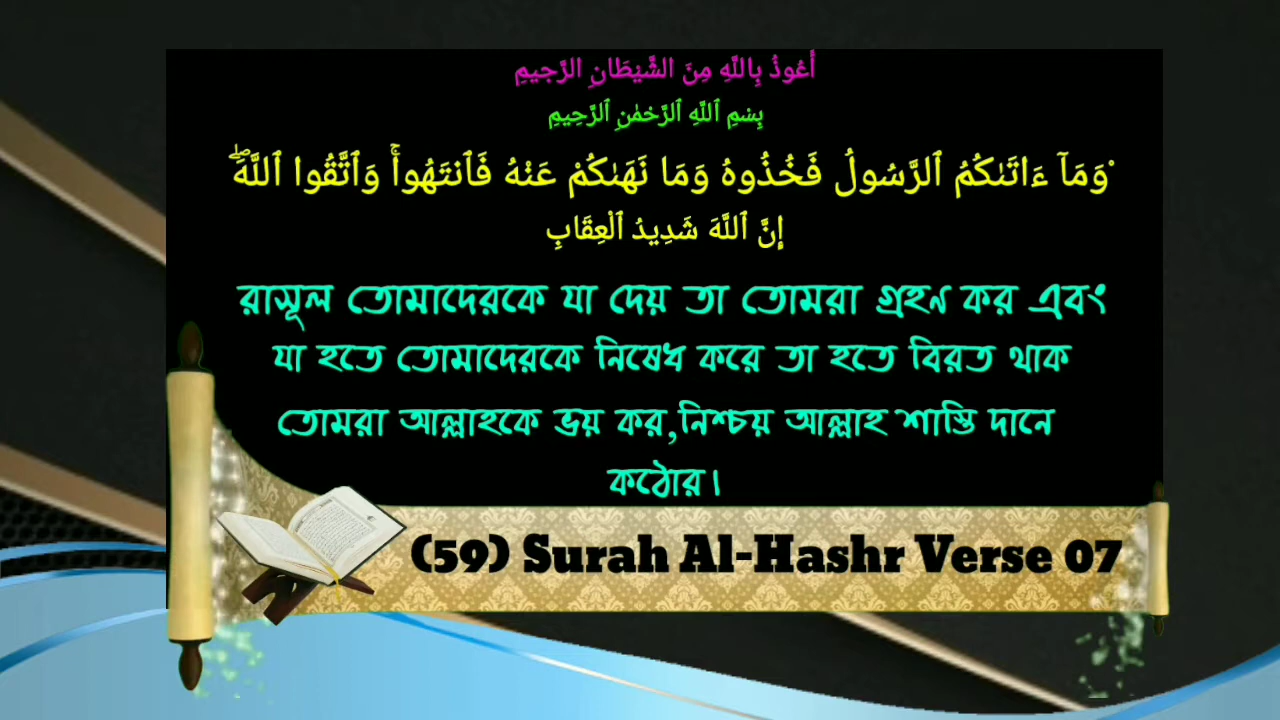 أَعُوذُ بِاللَّهِ مِنَ الشَّيْطَانِ الرَّجِيمِ
بِسْمِ ٱللَّهِ ٱلرَّحْمَٰنِ ٱلرَّحِيمِ
وَمَآ ءَاتَىٰكُمُ ٱلرَّسُولُ فَخُذُوهُ وَمَا نَهَىٰكُمْ عَنْهُ فَٱنتَهُوا۟ۚ وَٱتَّقُوا ٱللَّهَۖ
إِنَّ ٱللَّهَ شَدِيدُ ٱلْعِقَابِ
রাসূল তোমাদেরকে যা দেয় তা তোমরা গ্রহণ কর এবং
যা হতে তোমাদেরকে নিষেধ করে তা হতে বিরত থাক
তোমরা আল্লাহকে ভয় কর,নিশ্চয় আল্লাহ শাস্তি দানে
কঠোর।
(59) Surah Al-Hashr Verse 07